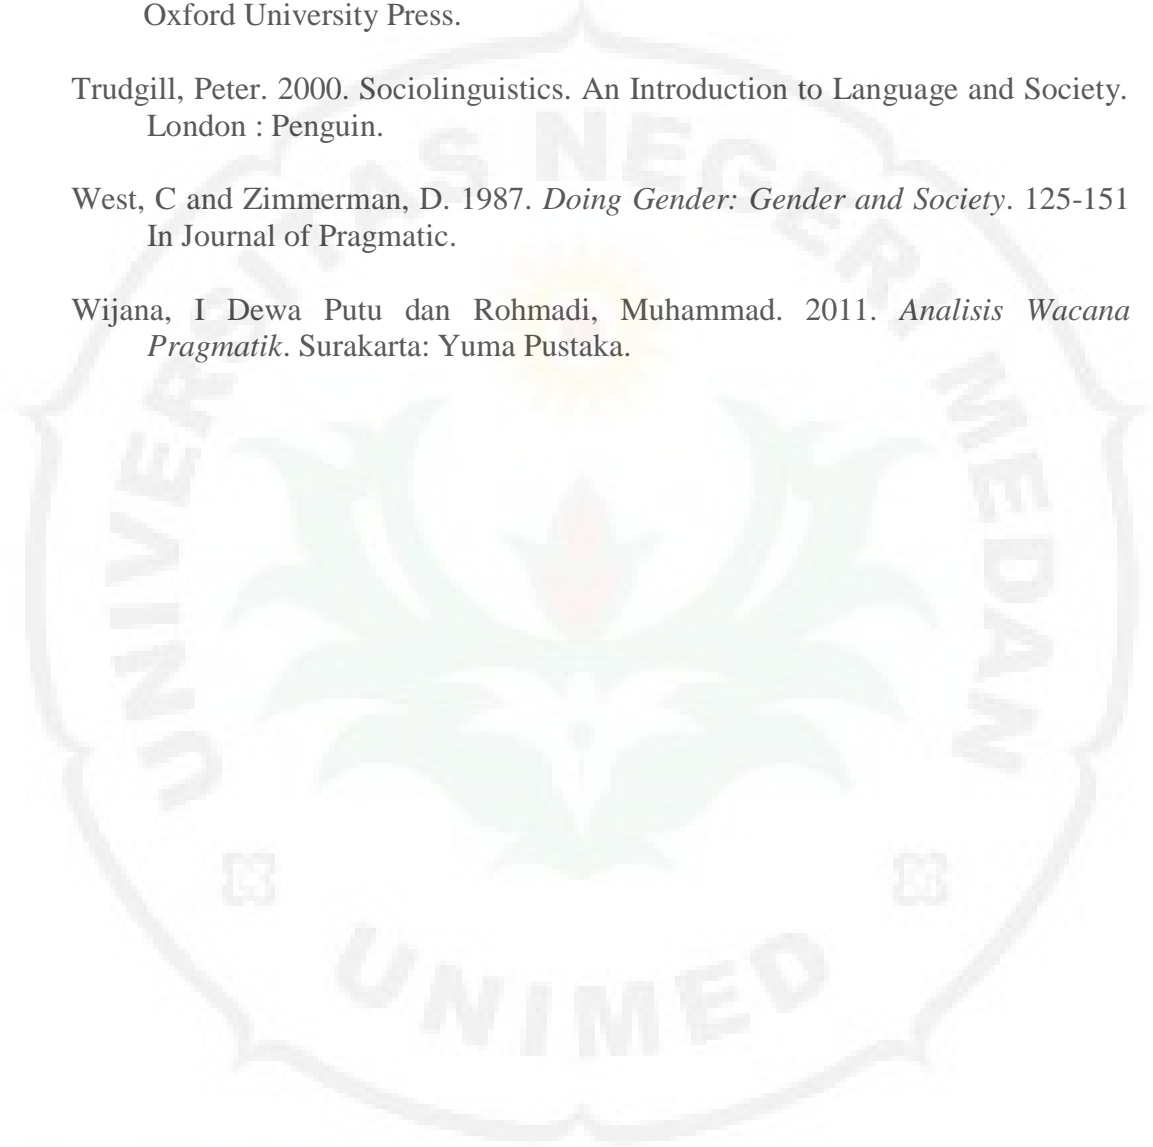 Oxford University Press.
Trudgill, Peter. 2000. Sociolinguistics. An Introduction to Language and Society.
London : Penguin.
West, C and Zimmerman, D. 1987. Doing Gender: Gender and Society. 125-151
In Journal of Pragmatic.
Wijana, I Dewa Putu dan Rohmadi, Muhammad. 2011. Analisis Wacana
Pragmatik. Surakarta: Yuma Pustaka.
UNIVERSITAS NEGERI MEDAN
UNIMED